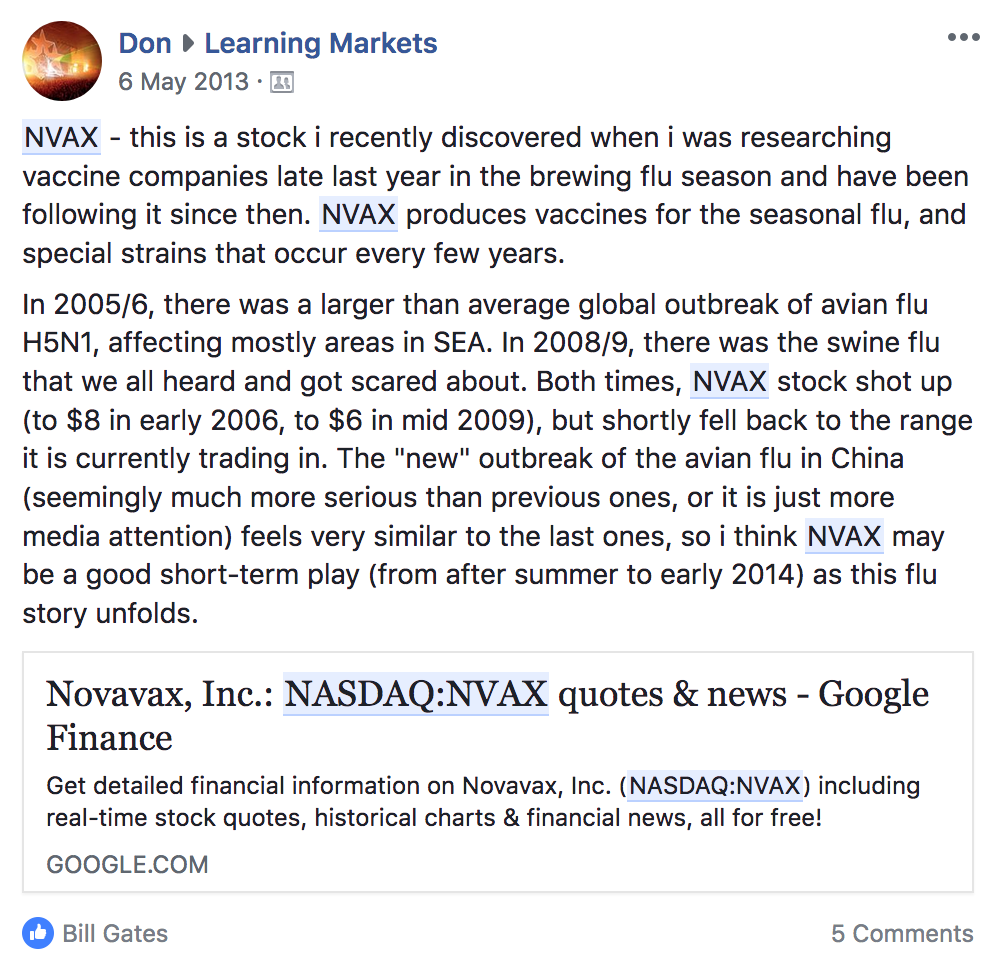 Don ▶ Learning Markets
6 May 2013 ·
NVAX - this is a stock i recently discovered when i was researching
vaccine companies late last year in the brewing flu season and have been
following it since then. NVAX produces vaccines for the seasonal flu, and
special strains that occur every few years.
In 2005/6, there was a larger than average global outbreak of avian flu
H5N1, affecting mostly areas in SEA. In 2008/9, there was the swine flu
that we all heard and got scared about. Both times, NVAX stock shot up
(to $8 in early 2006, to $6 in mid 2009), but shortly fell back to the range
it is currently trading in. The "new" outbreak of the avian flu in China
(seemingly much more serious than previous ones, or it is just more
media attention) feels very similar to the last ones, so i think NVAX may
be a good short-term play (from after summer to early 2014) as this flu
story unfolds.
Novavax, Inc.: NASDAQ:NVAX quotes & news - Google
Finance
Get detailed financial information on Novavax, Inc. (NASDAQ:NVAX) including
real-time stock quotes, historical charts & financial news, all for free!
GOOGLE.COM
Bill Gates
5 Comments